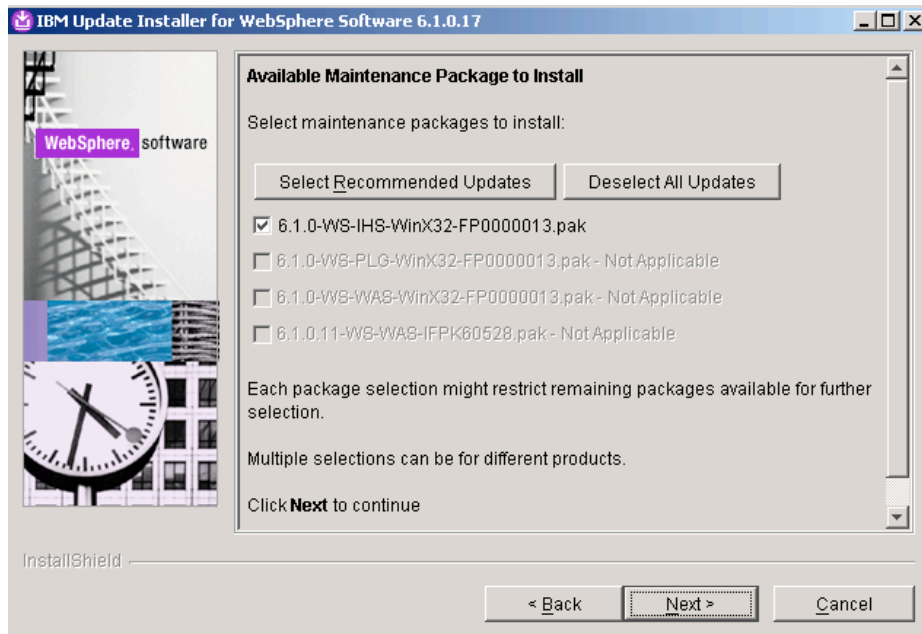 IBM Update Installer for WebSphere Software 6.1.0.17
WebSphere. software
Available Maintenance Package to Install
Select maintenance packages to install:
Select Recommended Updates
Deselect All Updates
6.1.0-WS-IHS-WinX32-FP0000013.pak
6.1.0-WS-PLG-WinX32-FP0000013.pak - Not Applicable
6.1.0-WS-WAS-WinX32-FP0000013.pak - Not Applicable
6.1.0.11-WS-WAS-IFPK60528.pak - Not Applicable
Each package selection might restrict remaining packages available for further
selection.
Multiple selections can be for different products.
Click Next to continue
InstallShield
< Back
Next >
Cancel